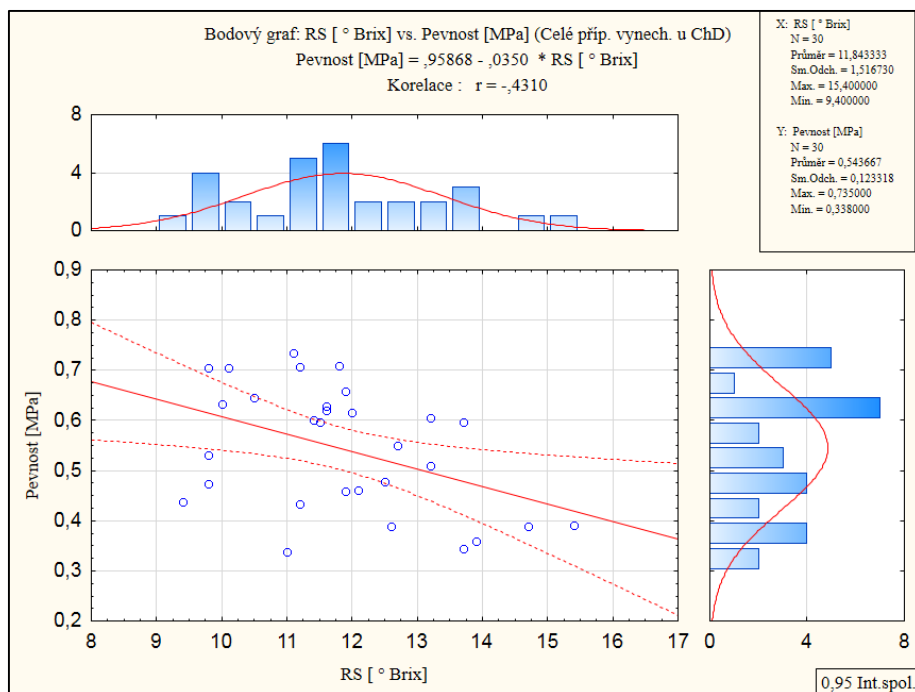 Bodový graf: RS [ ° Brix] vs. Pevnost [MPa] (Celé příp. vynech. u ChD)
Pevnost [MPa] = ,95868 - ,0350 * RS [ ° Brix]
Korelace : r = -,4310
X: RS [ ° Brix]
N = 30
Průměr = 11,843333
Sm.Odch. = 1,516730
Max. = 15,400000
Min. = 9,400000
Y: Pevnost [MPa]
N = 30
Průměr = 0,543667
Sm.Odch. = 0,123318
Max. = 0,735000
Min. = 0,338000
8
4
0
0,9
0,8
0,7
0,6
0,5
0,4
0,3
0,2
Pevnost [MPa]
8 9 10 11 12 13 14 15 16 17
RS [ ° Brix]
0 4 8
0,95 Int.spol.